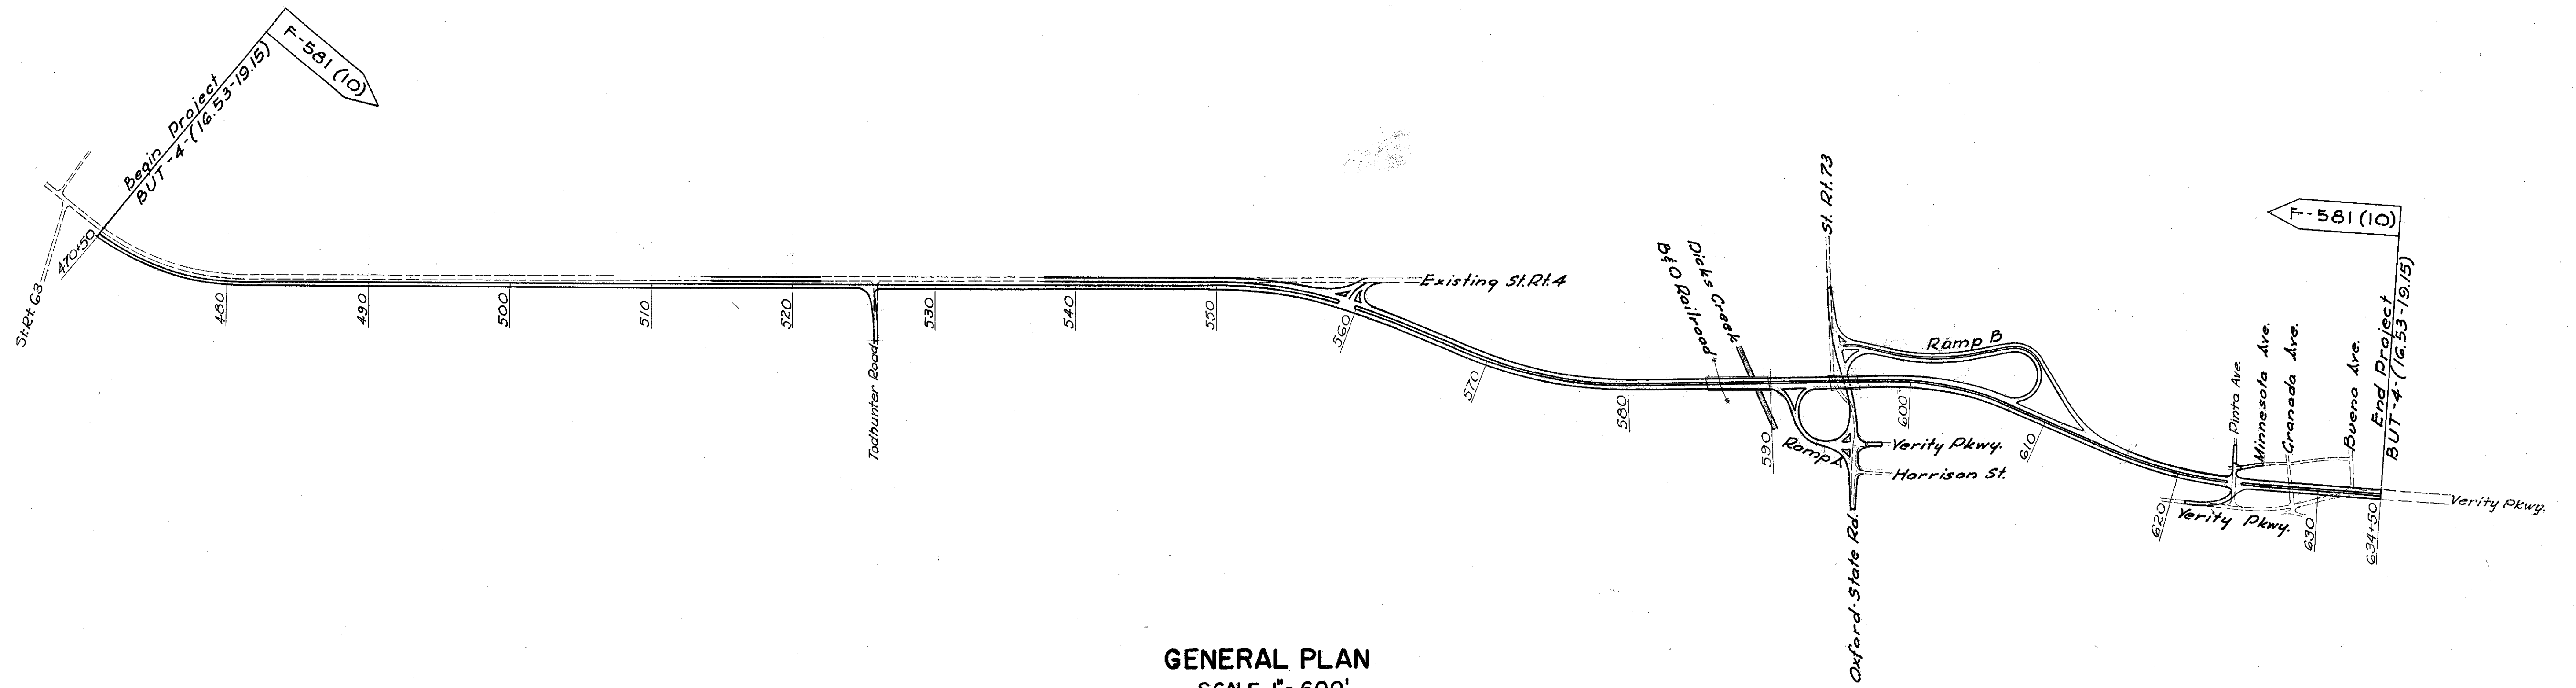 F-581 (10)
Begin Project
BUT-4-(16.53-19.15)
St. Rt. 63
470+50
480
490
500
510
520
Todhunter Road
530
540
550
560
Existing St. Rt. 4
570
580
B&O Railroad
Dicks Creek
590
Ramp A
St. Rt. 73
Ramp B
600
Verity Pkwy.
Harrison St.
Oxford-State Rd.
610
620
Verity Pkwy.
Pinta Ave.
Minnesota Ave.
Granada Ave.
Buena Ave.
630
634+50
F-581 (10)
End Project
BUT-4-(16.53-19.15)
Verity Pkwy.
GENERAL PLAN
SCALE 1"=600'